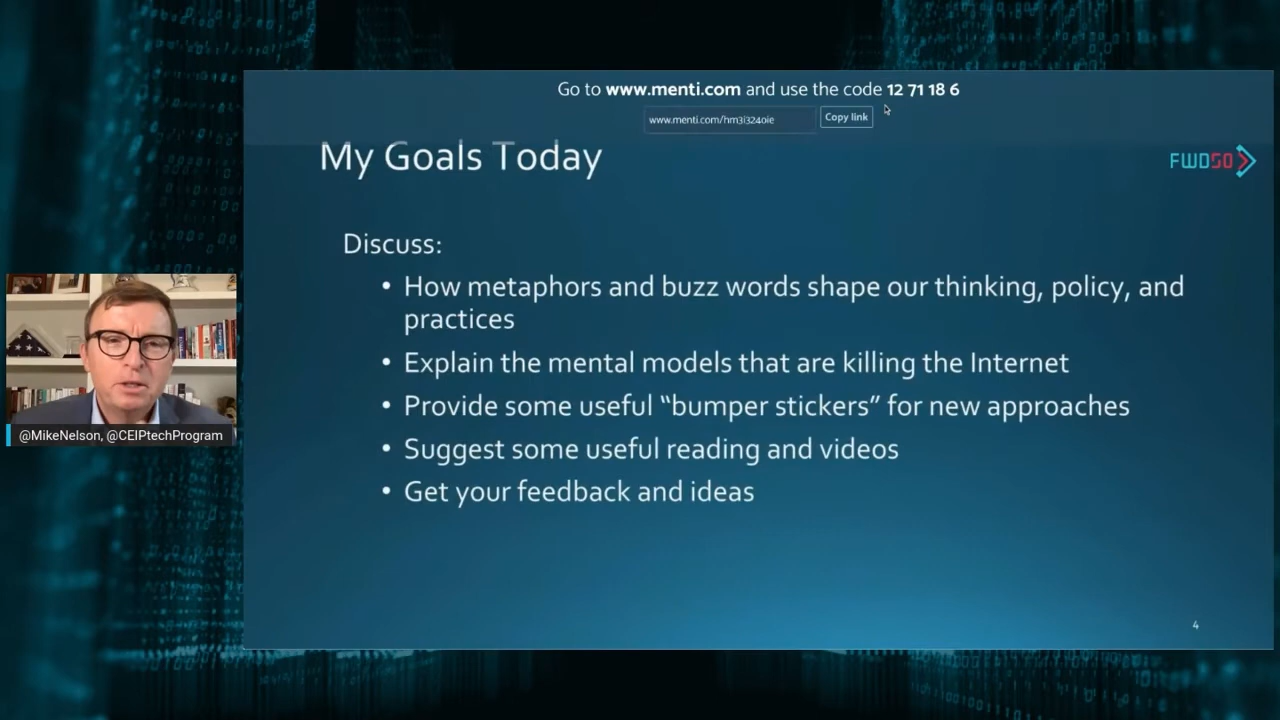 Go to www.menti.com and use the code 12 71 18 6
www.menti.com/hm3i324oie
Copy link
My Goals Today
FWD50
Discuss:
• How metaphors and buzz words shape our thinking, policy, and
practices
• Explain the mental models that are killing the Internet
• Provide some useful “bumper stickers” for new approaches
• Suggest some useful reading and videos
• Get your feedback and ideas
@MikeNelson, @CEIPtechProgram
4